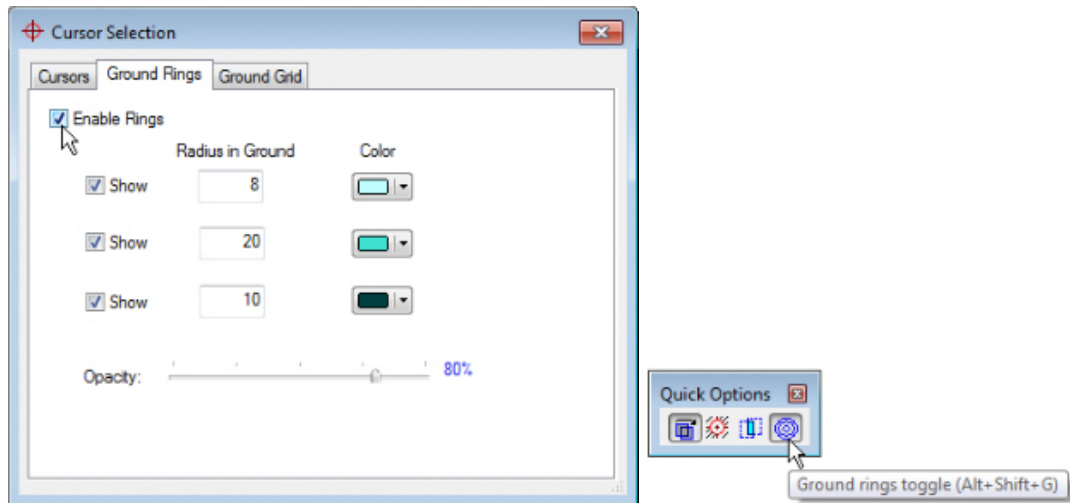 Cursor Selection
Cursors Ground Rings Ground Grid
Enable Rings
Radius in Ground Color
Show 8
Show 20
Show 10
Opacity: 80%
Quick Options
Ground rings toggle (Alt+Shift+G)